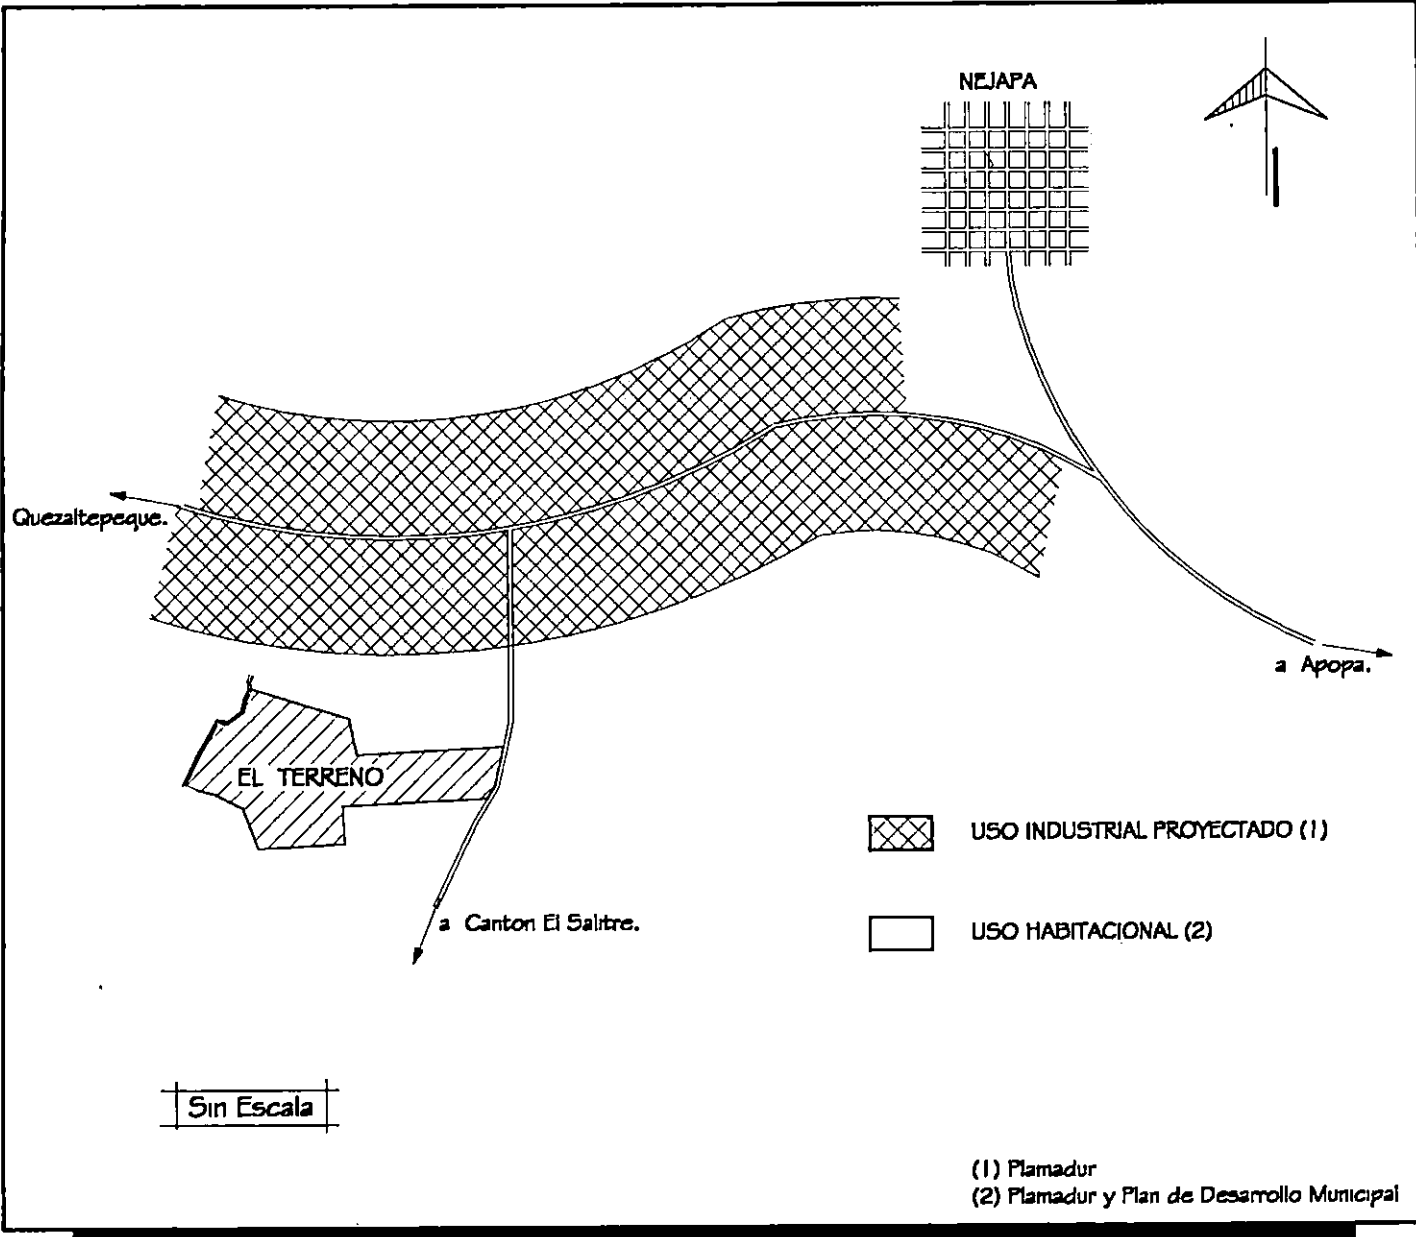 NEJAPA
Quezaltepeque.
a Apopa.
EL TERRENO
USO INDUSTRIAL PROYECTADO (1)
a Canton El Salitre.
USO HABITACIONAL (2)
Sin Escala
(1) Plamadur
(2) Plamadur y Plan de Desarrollo Municipal